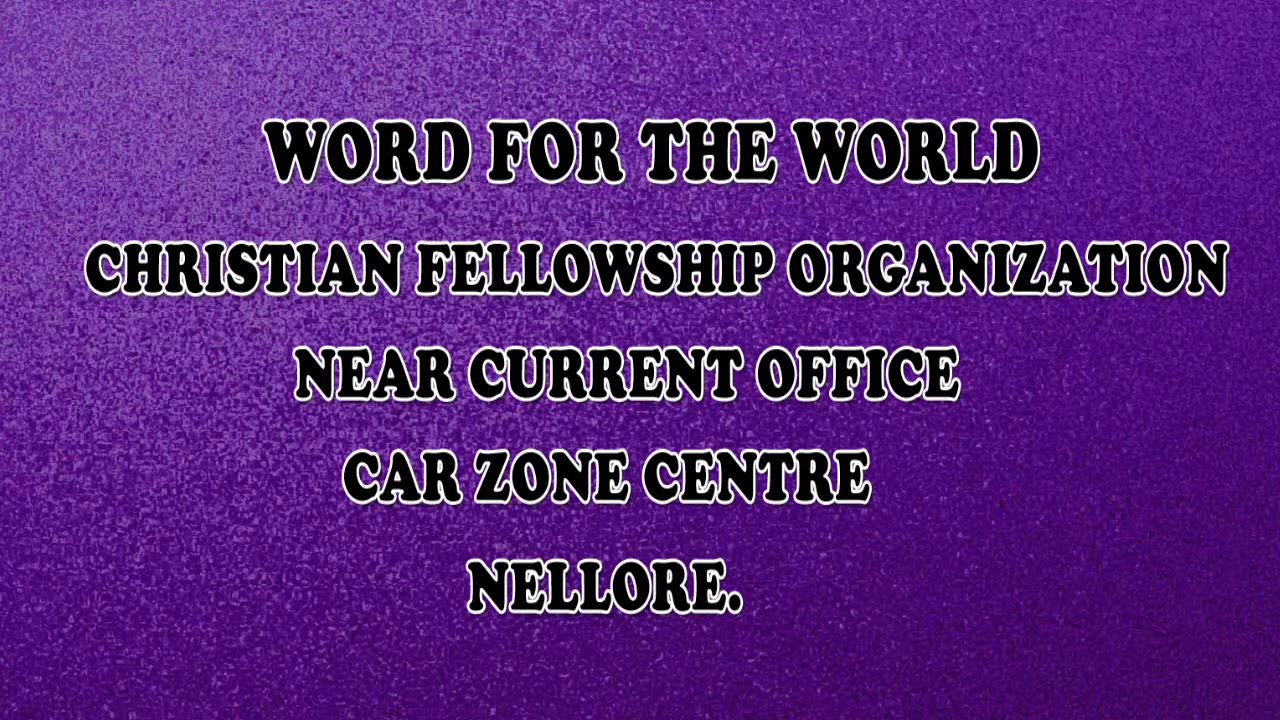 WORD FOR THE WORLD
CHRISTIAN FELLOWSHIP ORGANIZATION
NEAR CURRENT OFFICE
CAR ZONE CENTRE
NELLORE.